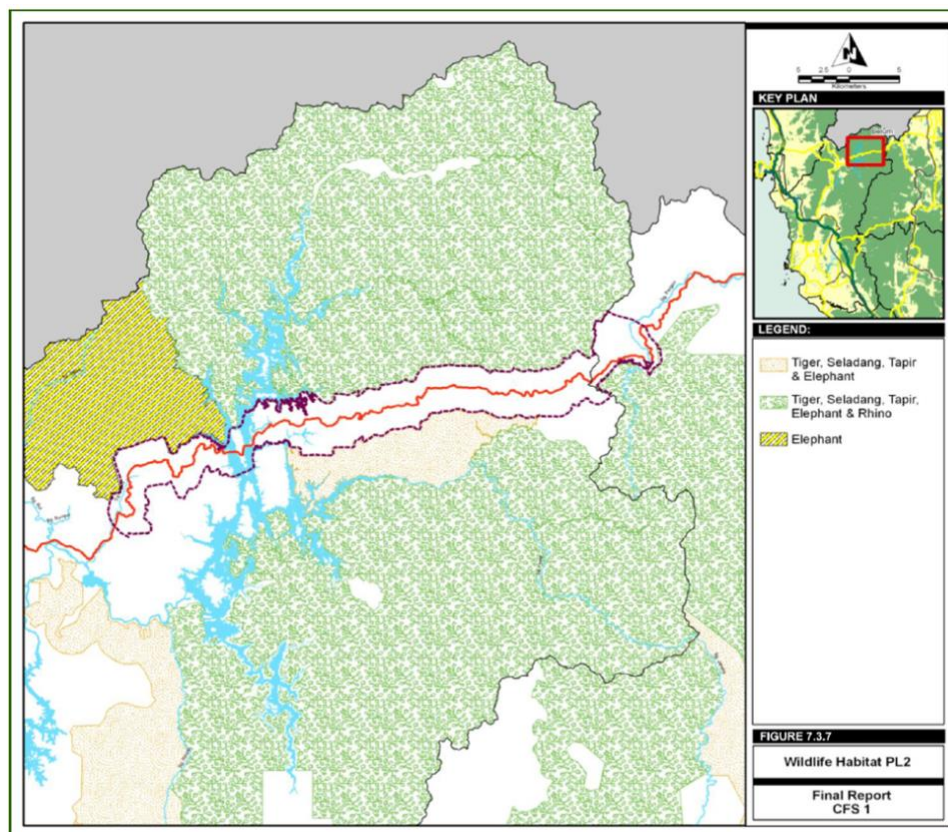 N
5 2.5 0 5
Kilometers
KEY PLAN
LEGEND:
Tiger, Seladang, Tapir
& Elephant
Tiger, Seladang, Tapir,
Elephant & Rhino
Elephant
FIGURE 7.3.7
Wildlife Habitat PL2
Final Report
CFS 1